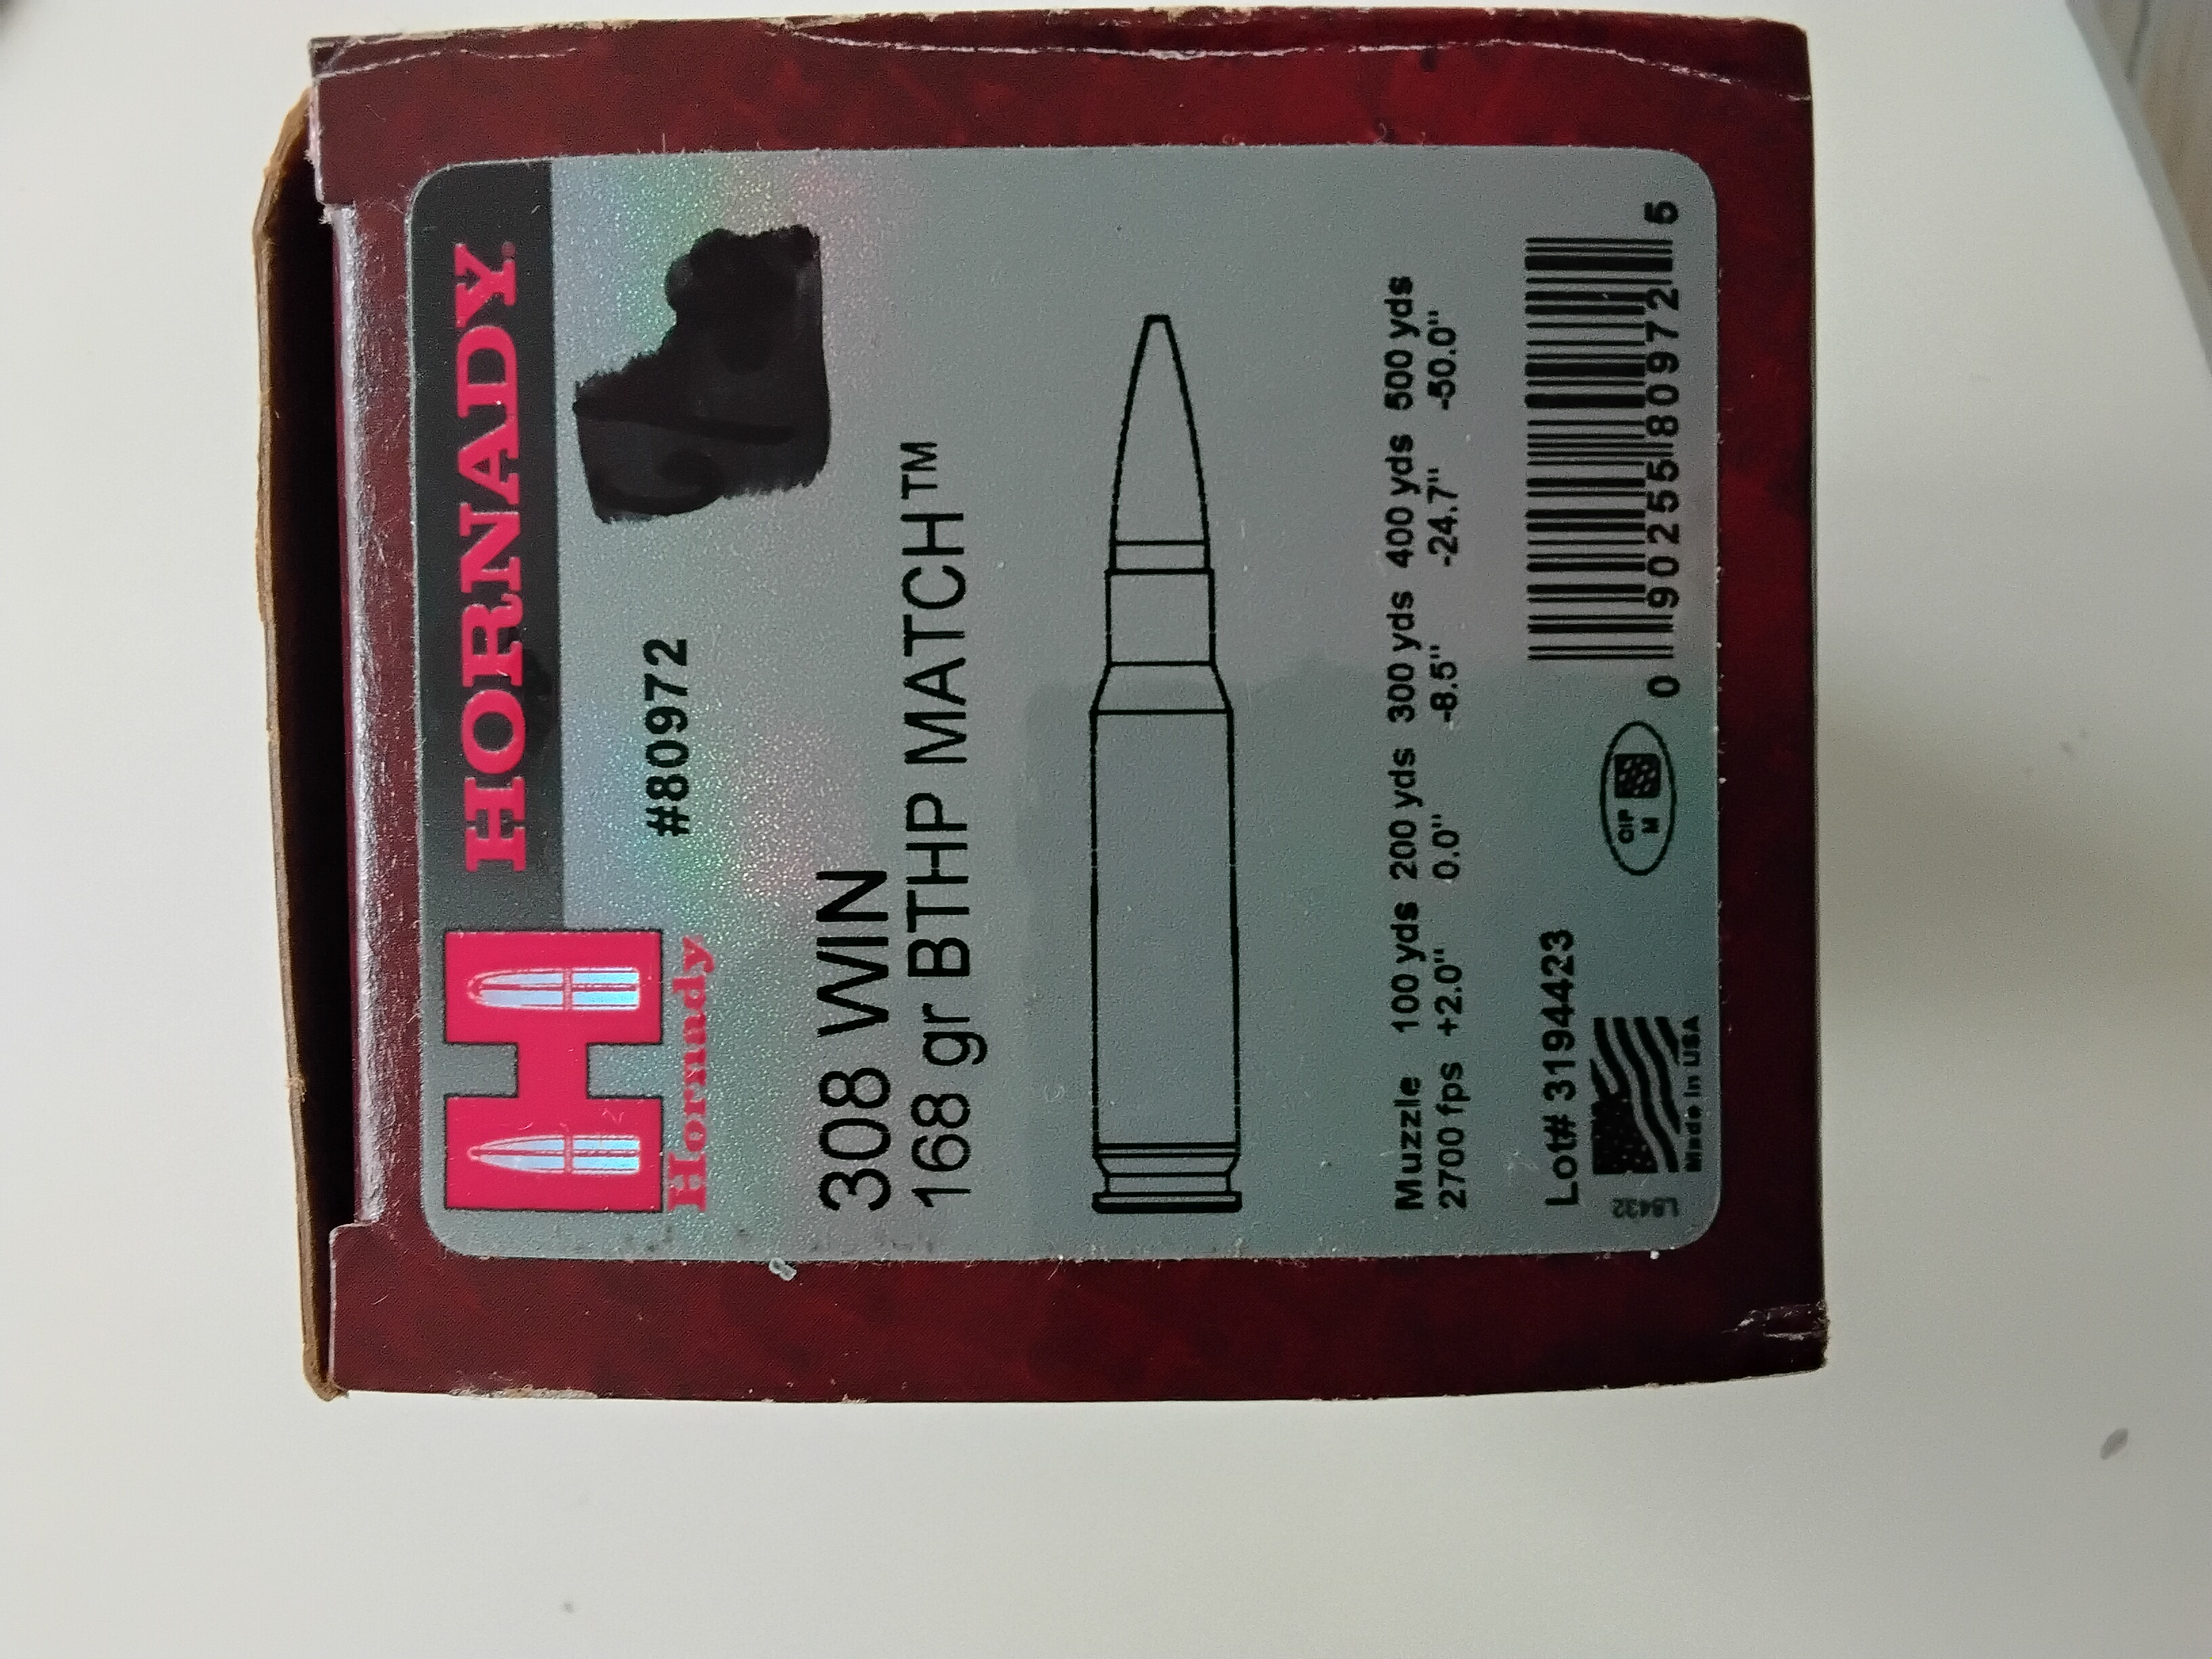 HORNADY
Hornady
#80972
308 WIN
168 gr BTHP MATCH™
Muzzle 100 yds 200 yds 300 yds 400 yds 500 yds
2700 fps +2.0" 0.0" -8.5" -24.7" -50.0"
Lot# 3194423
CIP
M
0 90255 80972 5
Made in USA
L8432